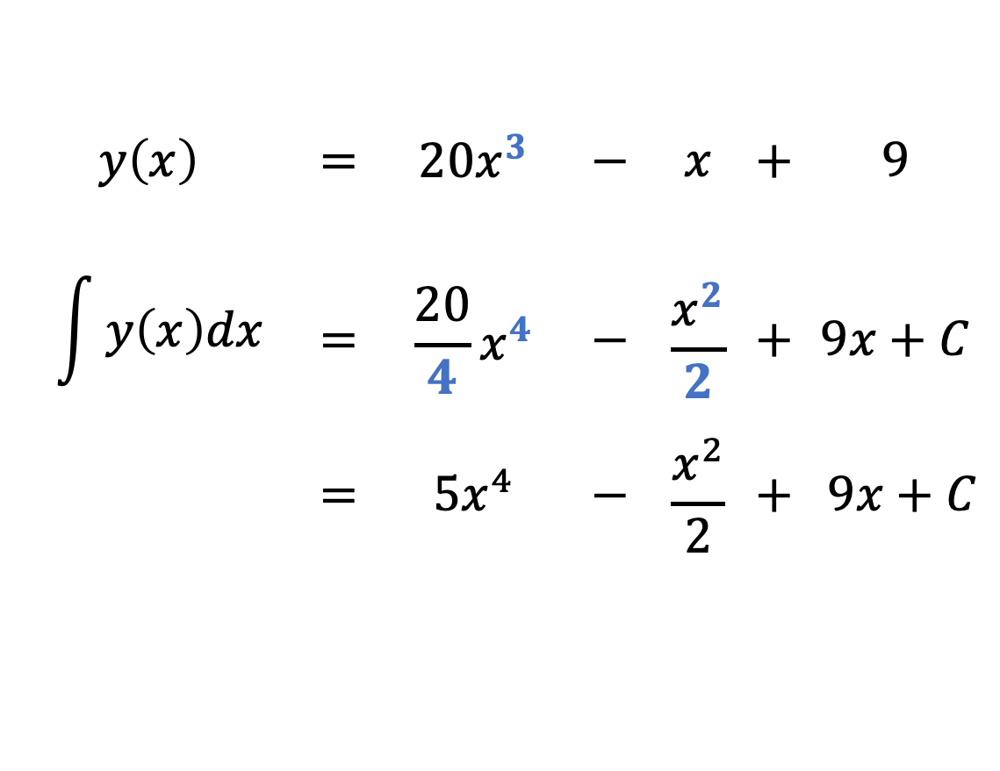 y(x) = 20x³ − x + 9
∫ y(x)dx = 20/4 x⁴ − x²/2 + 9x + C
= 5x⁴ − x²/2 + 9x + C